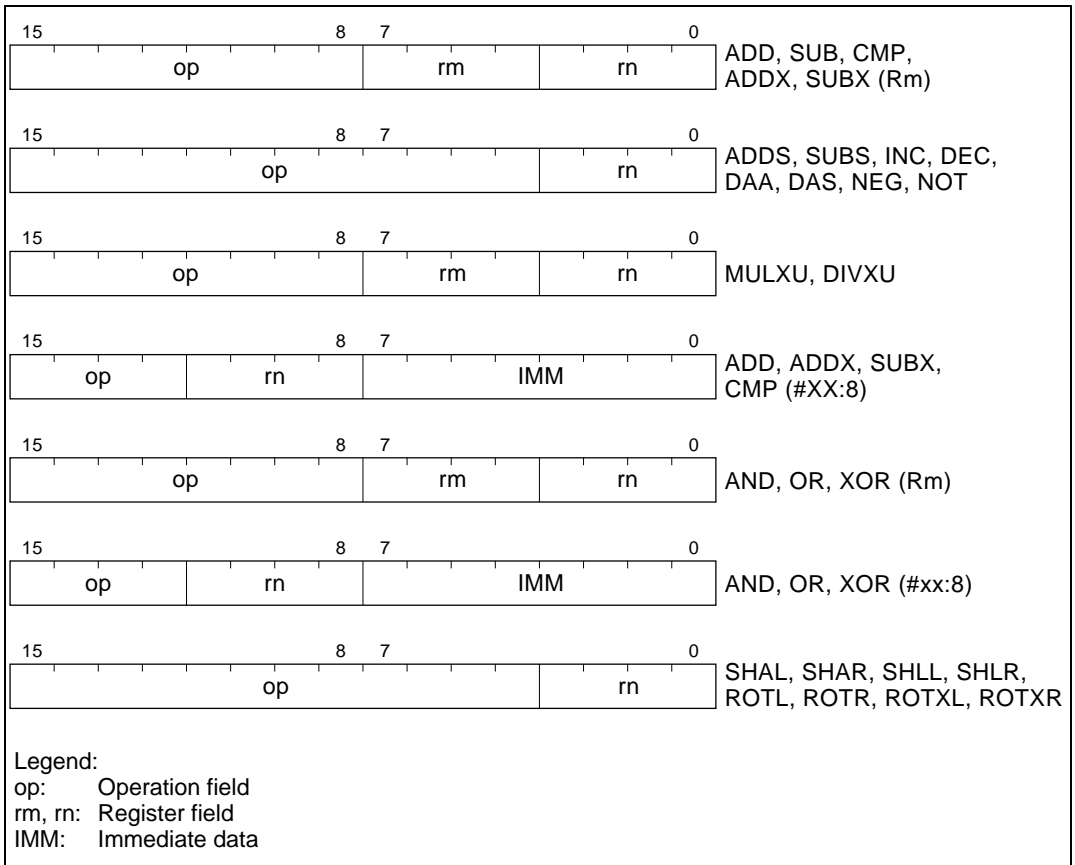 15 8 7 0
op rm rn
ADD, SUB, CMP,
ADDX, SUBX (Rm)
15 8 7 0
op rn
ADDS, SUBS, INC, DEC,
DAA, DAS, NEG, NOT
15 8 7 0
op rm rn
MULXU, DIVXU
15 8 7 0
op rn IMM
ADD, ADDX, SUBX,
CMP (#XX:8)
15 8 7 0
op rm rn
AND, OR, XOR (Rm)
15 8 7 0
op rn IMM
AND, OR, XOR (#xx:8)
15 8 7 0
op rn
SHAL, SHAR, SHLL, SHLR,
ROTL, ROTR, ROTXL, ROTXR
Legend:
op: Operation field
rm, rn: Register field
IMM: Immediate data